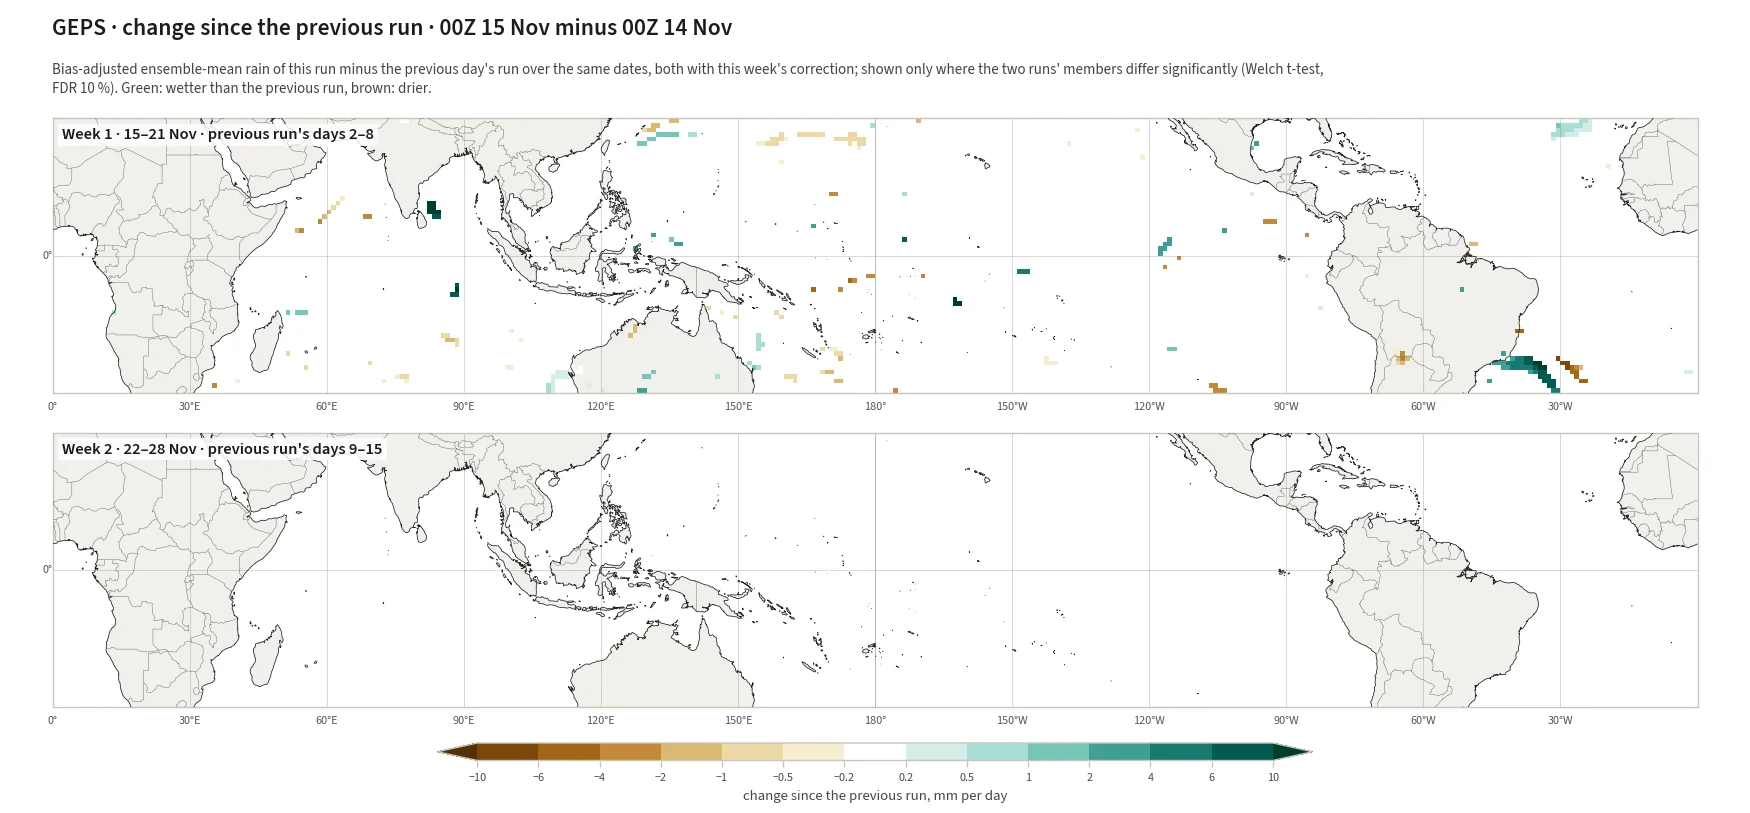 GEPS · change since the previous run · 00Z 15 Nov minus 00Z 14 Nov
Bias-adjusted ensemble-mean rain of this run minus the previous day's run over the same dates, both with this week's correction; shown only where the two runs' members differ significantly (Welch t-test,
FDR 10 %). Green: wetter than the previous run, brown: drier.
Week 1 · 15–21 Nov · previous run's days 2–8
0°
0° 30°E 60°E 90°E 120°E 150°E 180° 150°W 120°W 90°W 60°W 30°W
Week 2 · 22–28 Nov · previous run's days 9–15
0°
0° 30°E 60°E 90°E 120°E 150°E 180° 150°W 120°W 90°W 60°W 30°W
−10 −6 −4 −2 −1 −0.5 −0.2 0.2 0.5 1 2 4 6 10
change since the previous run, mm per day